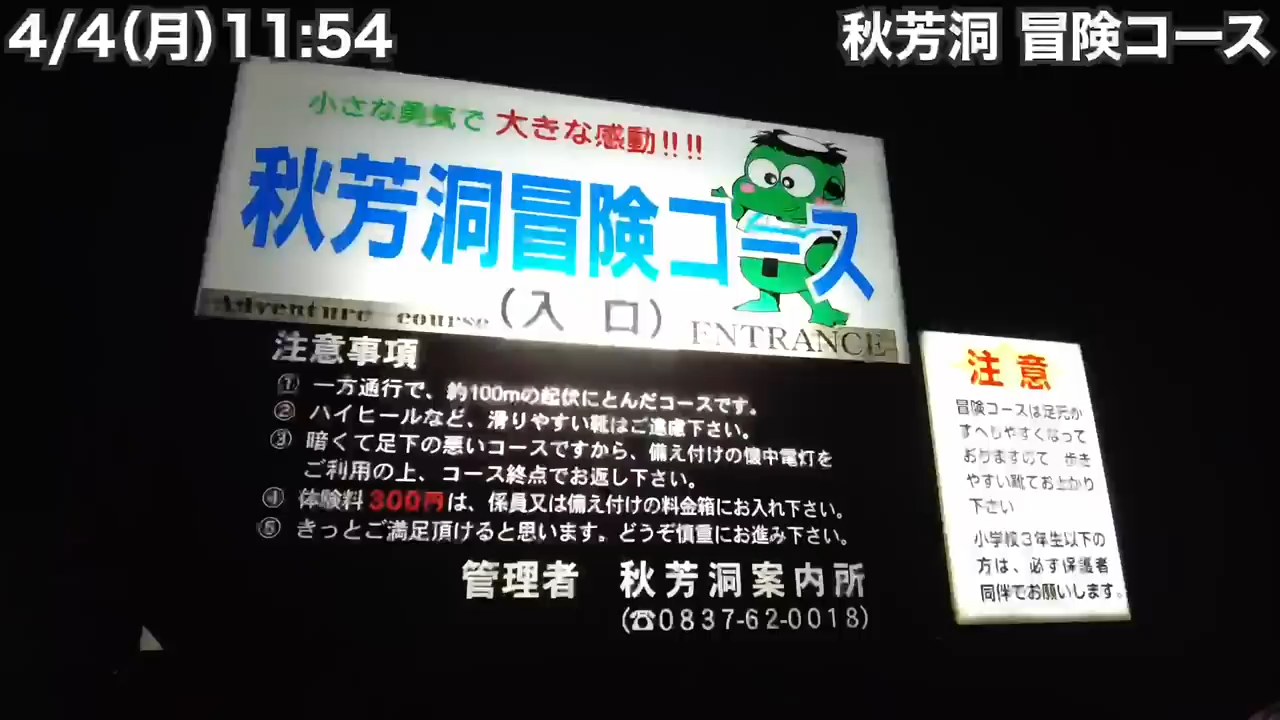 4/4(月)11:54
秋芳洞 冒険コース
小さな勇気で 大きな感動!!!!
秋芳洞冒険コース
Adventure course (入 口) ENTRANCE
注意事項
① 一方通行で、約100mの起伏にとんだコースです。
② ハイヒールなど、滑りやすい靴はご遠慮下さい。
③ 暗くて足下の悪いコースですから、備え付けの懐中電灯を
ご利用の上、コース終点でお返し下さい。
④ 体験料 300円は、係員又は備え付けの料金箱にお入れ下さい。
⑤ きっとご満足頂けると思います。どうぞ慎重にお進み下さい。
管理者 秋芳洞案内所
(☎0837-62-0018)
注意
冒険コースは足元が
すべりやすくなって
おりますので 歩き
やすい靴でお上がり
下さい
小学校3年生以下の
方は、必ず保護者
同伴でお願いします。